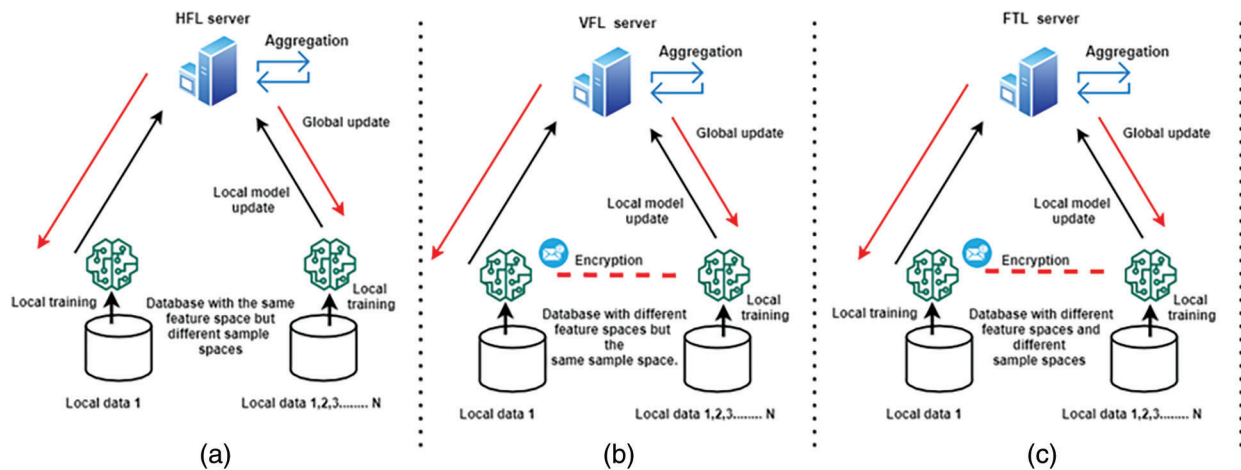 HFL server
Aggregation
Global update
Local model
update
Local training
Local
training
Database with the same
feature space but
different sample
spaces
Local data 1
Local data 1,2,3........ N
(a)
VFL server
Aggregation
Global update
Local model
update
Encryption
Local
training
Database with different
feature spaces but
the
same sample space.
Local data 1
Local data 1,2,3........ N
(b)
FTL server
Aggregation
Global update
Local model
update
Encryption
Local training
Local
training
Database with different
feature spaces and
different
sample spaces
Local data 1
Local data 1,2,3........ N
(c)